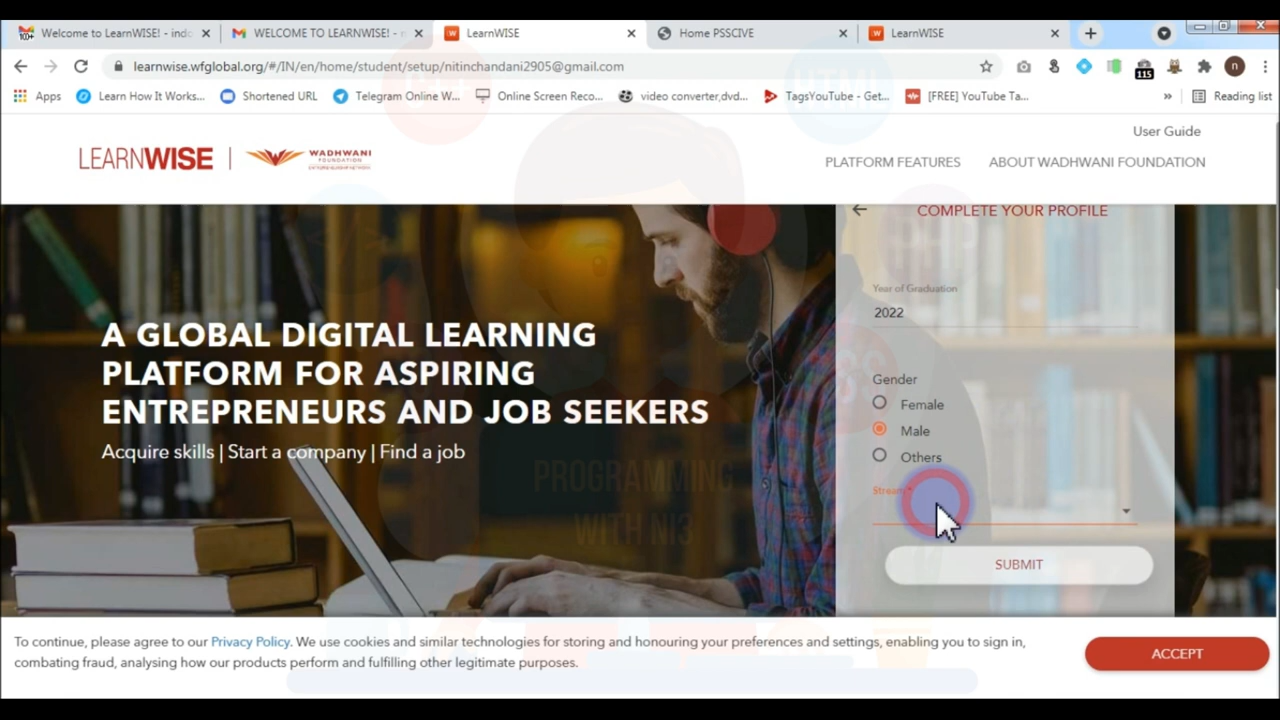 Welcome to LearnWISE! - indo
WELCOME TO LEARNWISE! - n
LearnWISE
Home PSSCIVE
LearnWISE
learnwise.wfglobal.org/#/IN/en/home/student/setup/nitinchandani2905@gmail.com
115
n
Apps
Learn How It Works...
Shortened URL
Telegram Online W...
Online Screen Reco...
video converter,dvd...
TagsYouTube - Get...
[FREE] YouTube Ta...
»
Reading list
User Guide
LEARNWISE
WADHWANI
FOUNDATION
PLATFORM FEATURES
ABOUT WADHWANI FOUNDATION
COMPLETE YOUR PROFILE
Year of Graduation
2022
A GLOBAL DIGITAL LEARNING
PLATFORM FOR ASPIRING
ENTREPRENEURS AND JOB SEEKERS
Acquire skills | Start a company | Find a job
Gender
Female
Male
Others
Stream *
SUBMIT
PROGRAMMING
WITH NI3
To continue, please agree to our Privacy Policy. We use cookies and similar technologies for storing and honouring your preferences and settings, enabling you to sign in,
combating fraud, analysing how our products perform and fulfilling other legitimate purposes.
ACCEPT